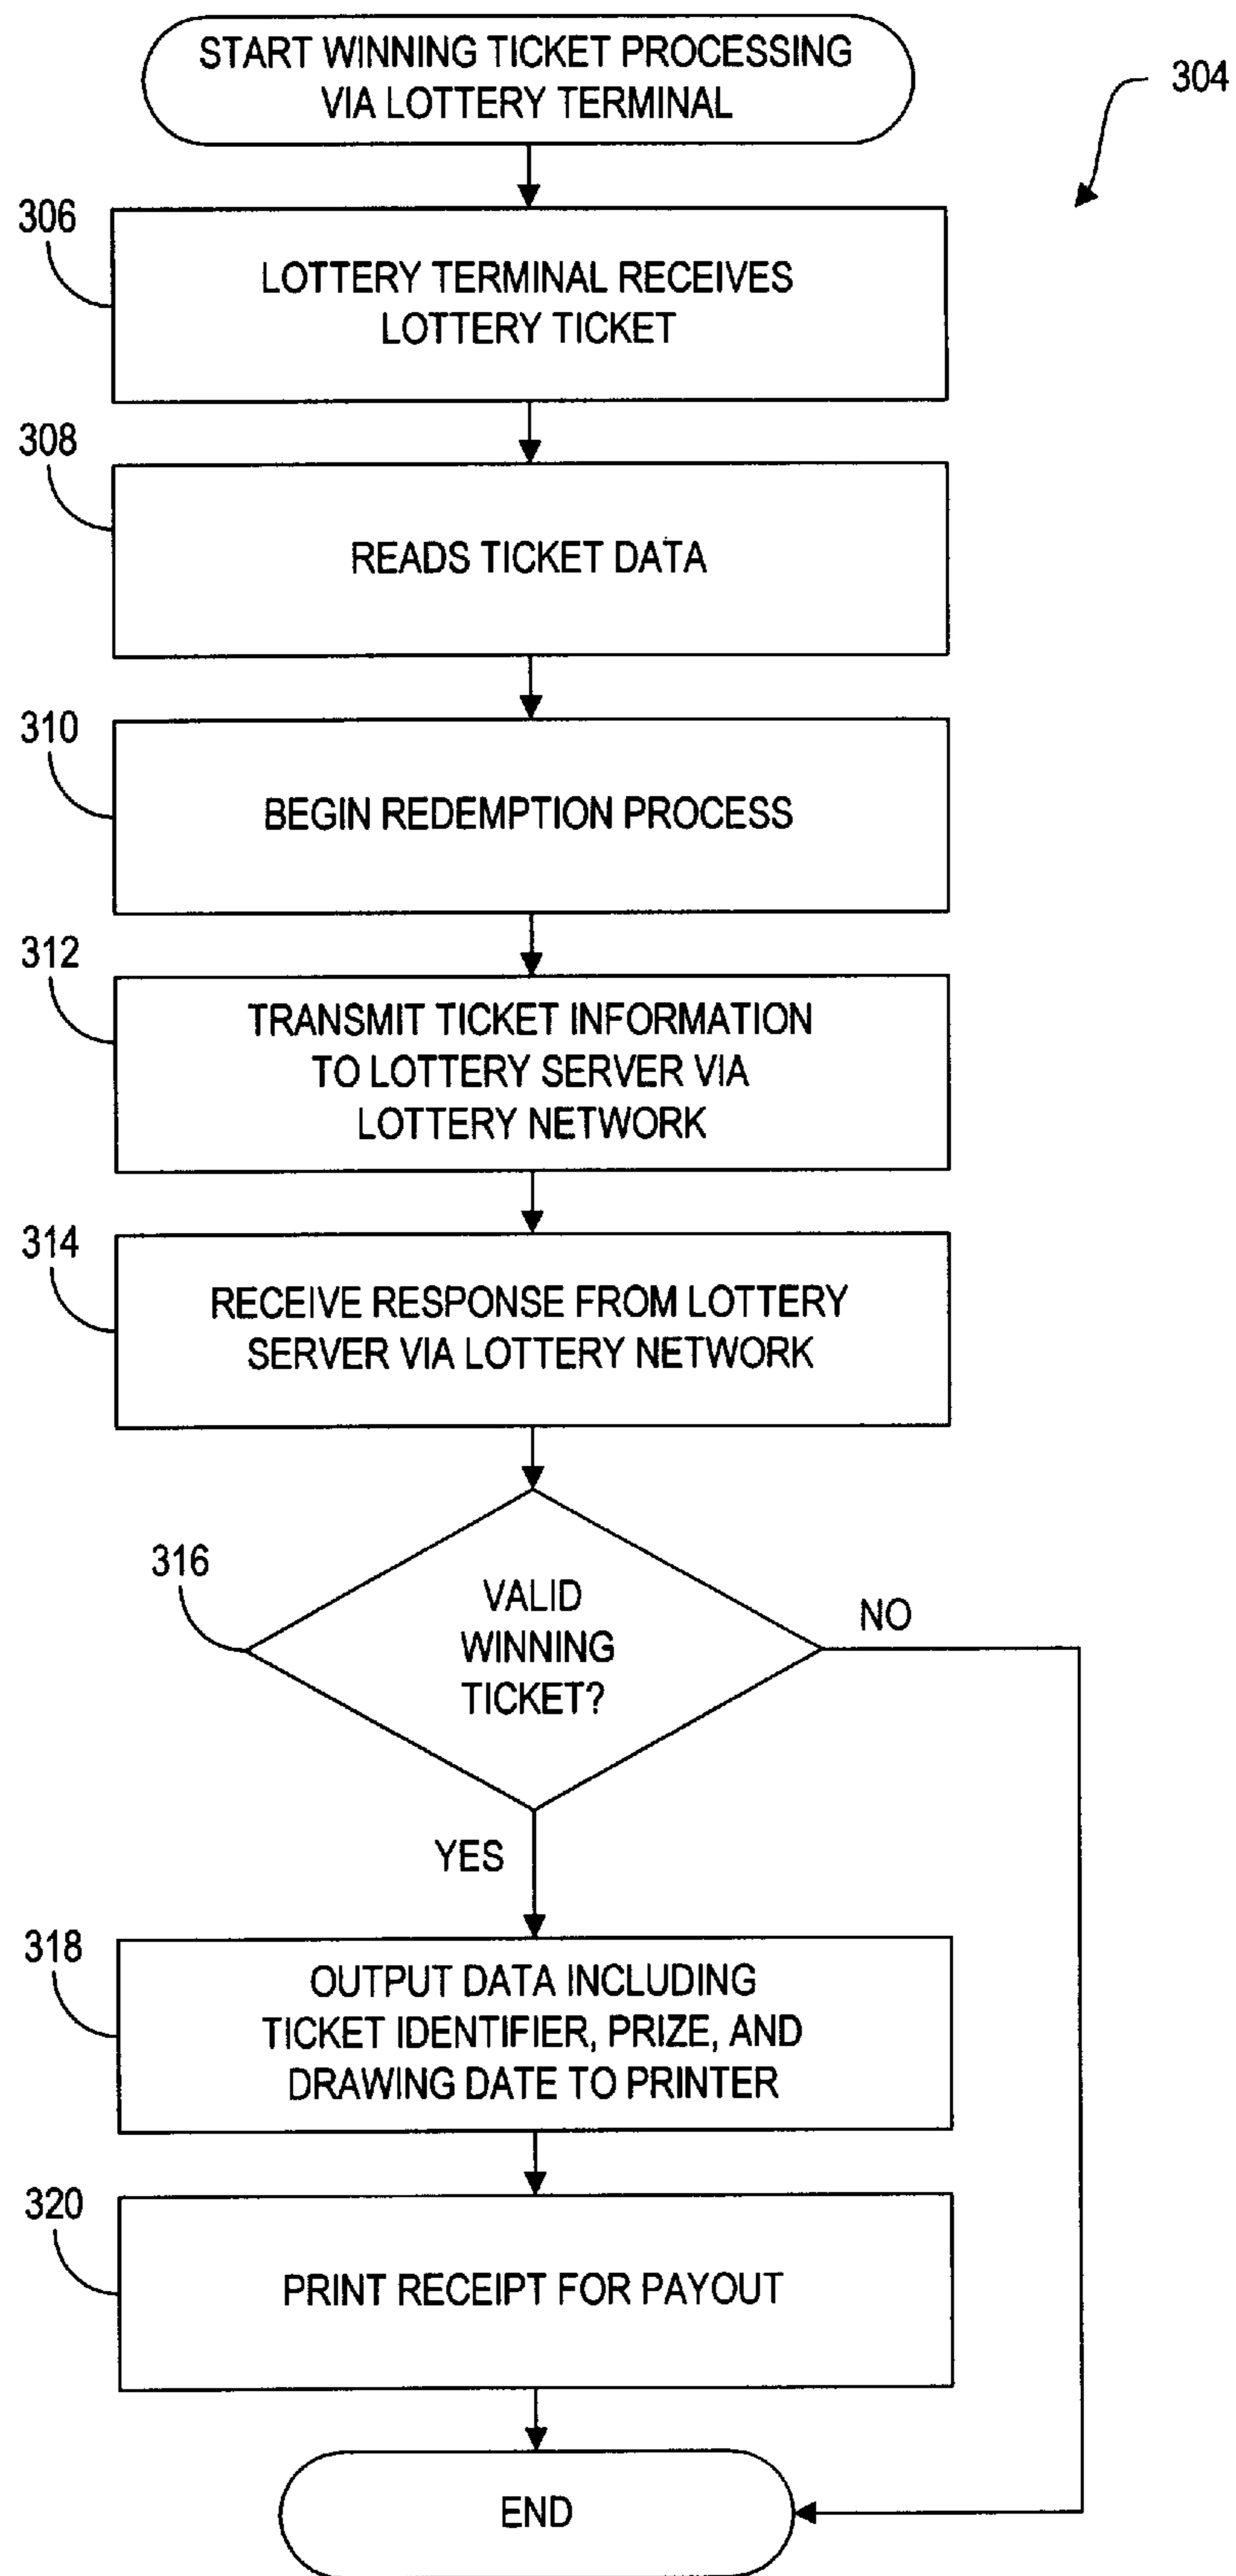 START WINNING TICKET PROCESSING
VIA LOTTERY TERMINAL
304
306
LOTTERY TERMINAL RECEIVES
LOTTERY TICKET
308
READS TICKET DATA
310
BEGIN REDEMPTION PROCESS
312
TRANSMIT TICKET INFORMATION
TO LOTTERY SERVER VIA
LOTTERY NETWORK
314
RECEIVE RESPONSE FROM LOTTERY
SERVER VIA LOTTERY NETWORK
316
VALID
WINNING
TICKET?
NO
YES
318
OUTPUT DATA INCLUDING
TICKET IDENTIFIER, PRIZE, AND
DRAWING DATE TO PRINTER
320
PRINT RECEIPT FOR PAYOUT
END